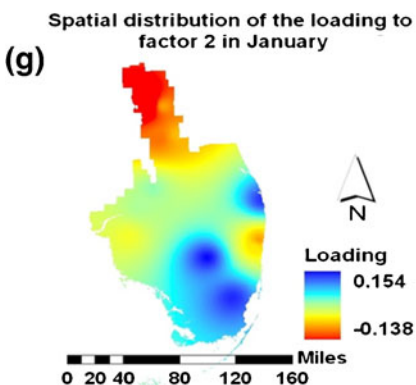 Spatial distribution of the loading to
factor 2 in January
(g)
N
Loading
0.154
-0.138
Miles
0 20 40 80 120 160